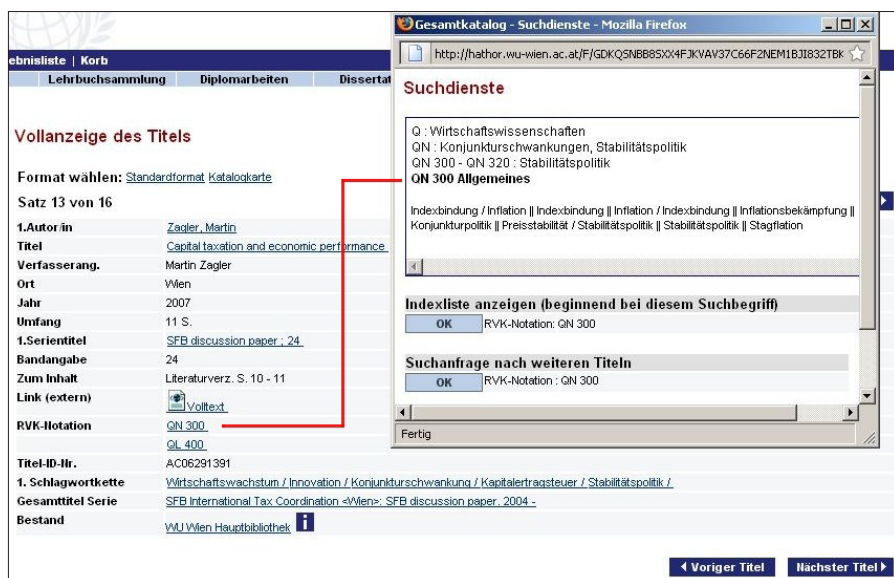 ebnisliste | Korb
Lehrbuchsammlung Diplomarbeiten Dissertat
Vollanzeige des Titels
Format wählen: Standardformat Katalogkarte
Satz 13 von 16
1.Autor/in Zagler, Martin
Titel Capital taxation and economic performance
Verfasserang. Martin Zagler
Ort Wien
Jahr 2007
Umfang 11 S.
1.Serientitel SFB discussion paper ; 24
Bandangabe 24
Zum Inhalt Literaturverz. S. 10 - 11
Link (extern) Volltext
RVK-Notation QN 300
QL 400
Titel-ID-Nr. AC06291391
1. Schlagwortkette Wirtschaftswachstum / Innovation / Konjunkturschwankung / Kapitalertragsteuer / Stabilitätspolitik /
Gesamttitel Serie SFB International Tax Coordination <Wien>: SFB discussion paper. 2004 -
Bestand WU Wien Hauptbibliothek i
Voriger Titel Nächster Titel
Gesamtkatalog - Suchdienste - Mozilla Firefox
http://hathor.wu-wien.ac.at/F/GDKQSNBB8SXX4FJKVAV37C66F2NEM1BJI832TBK
Suchdienste
Q : Wirtschaftswissenschaften
QN : Konjunkturschwankungen, Stabilitätspolitik
QN 300 - QN 320 : Stabilitätspolitik
QN 300 Allgemeines
Indexbindung / Inflation || Indexbindung || Inflation / Indexbindung || Inflationsbekämpfung ||
Konjunkturpolitik || Preisstabilität / Stabilitätspolitik || Stabilitätspolitik || Stagflation
Indexliste anzeigen (beginnend bei diesem Suchbegriff)
OK RVK-Notation: QN 300
Suchanfrage nach weiteren Titeln
OK RVK-Notation : QN 300
Fertig